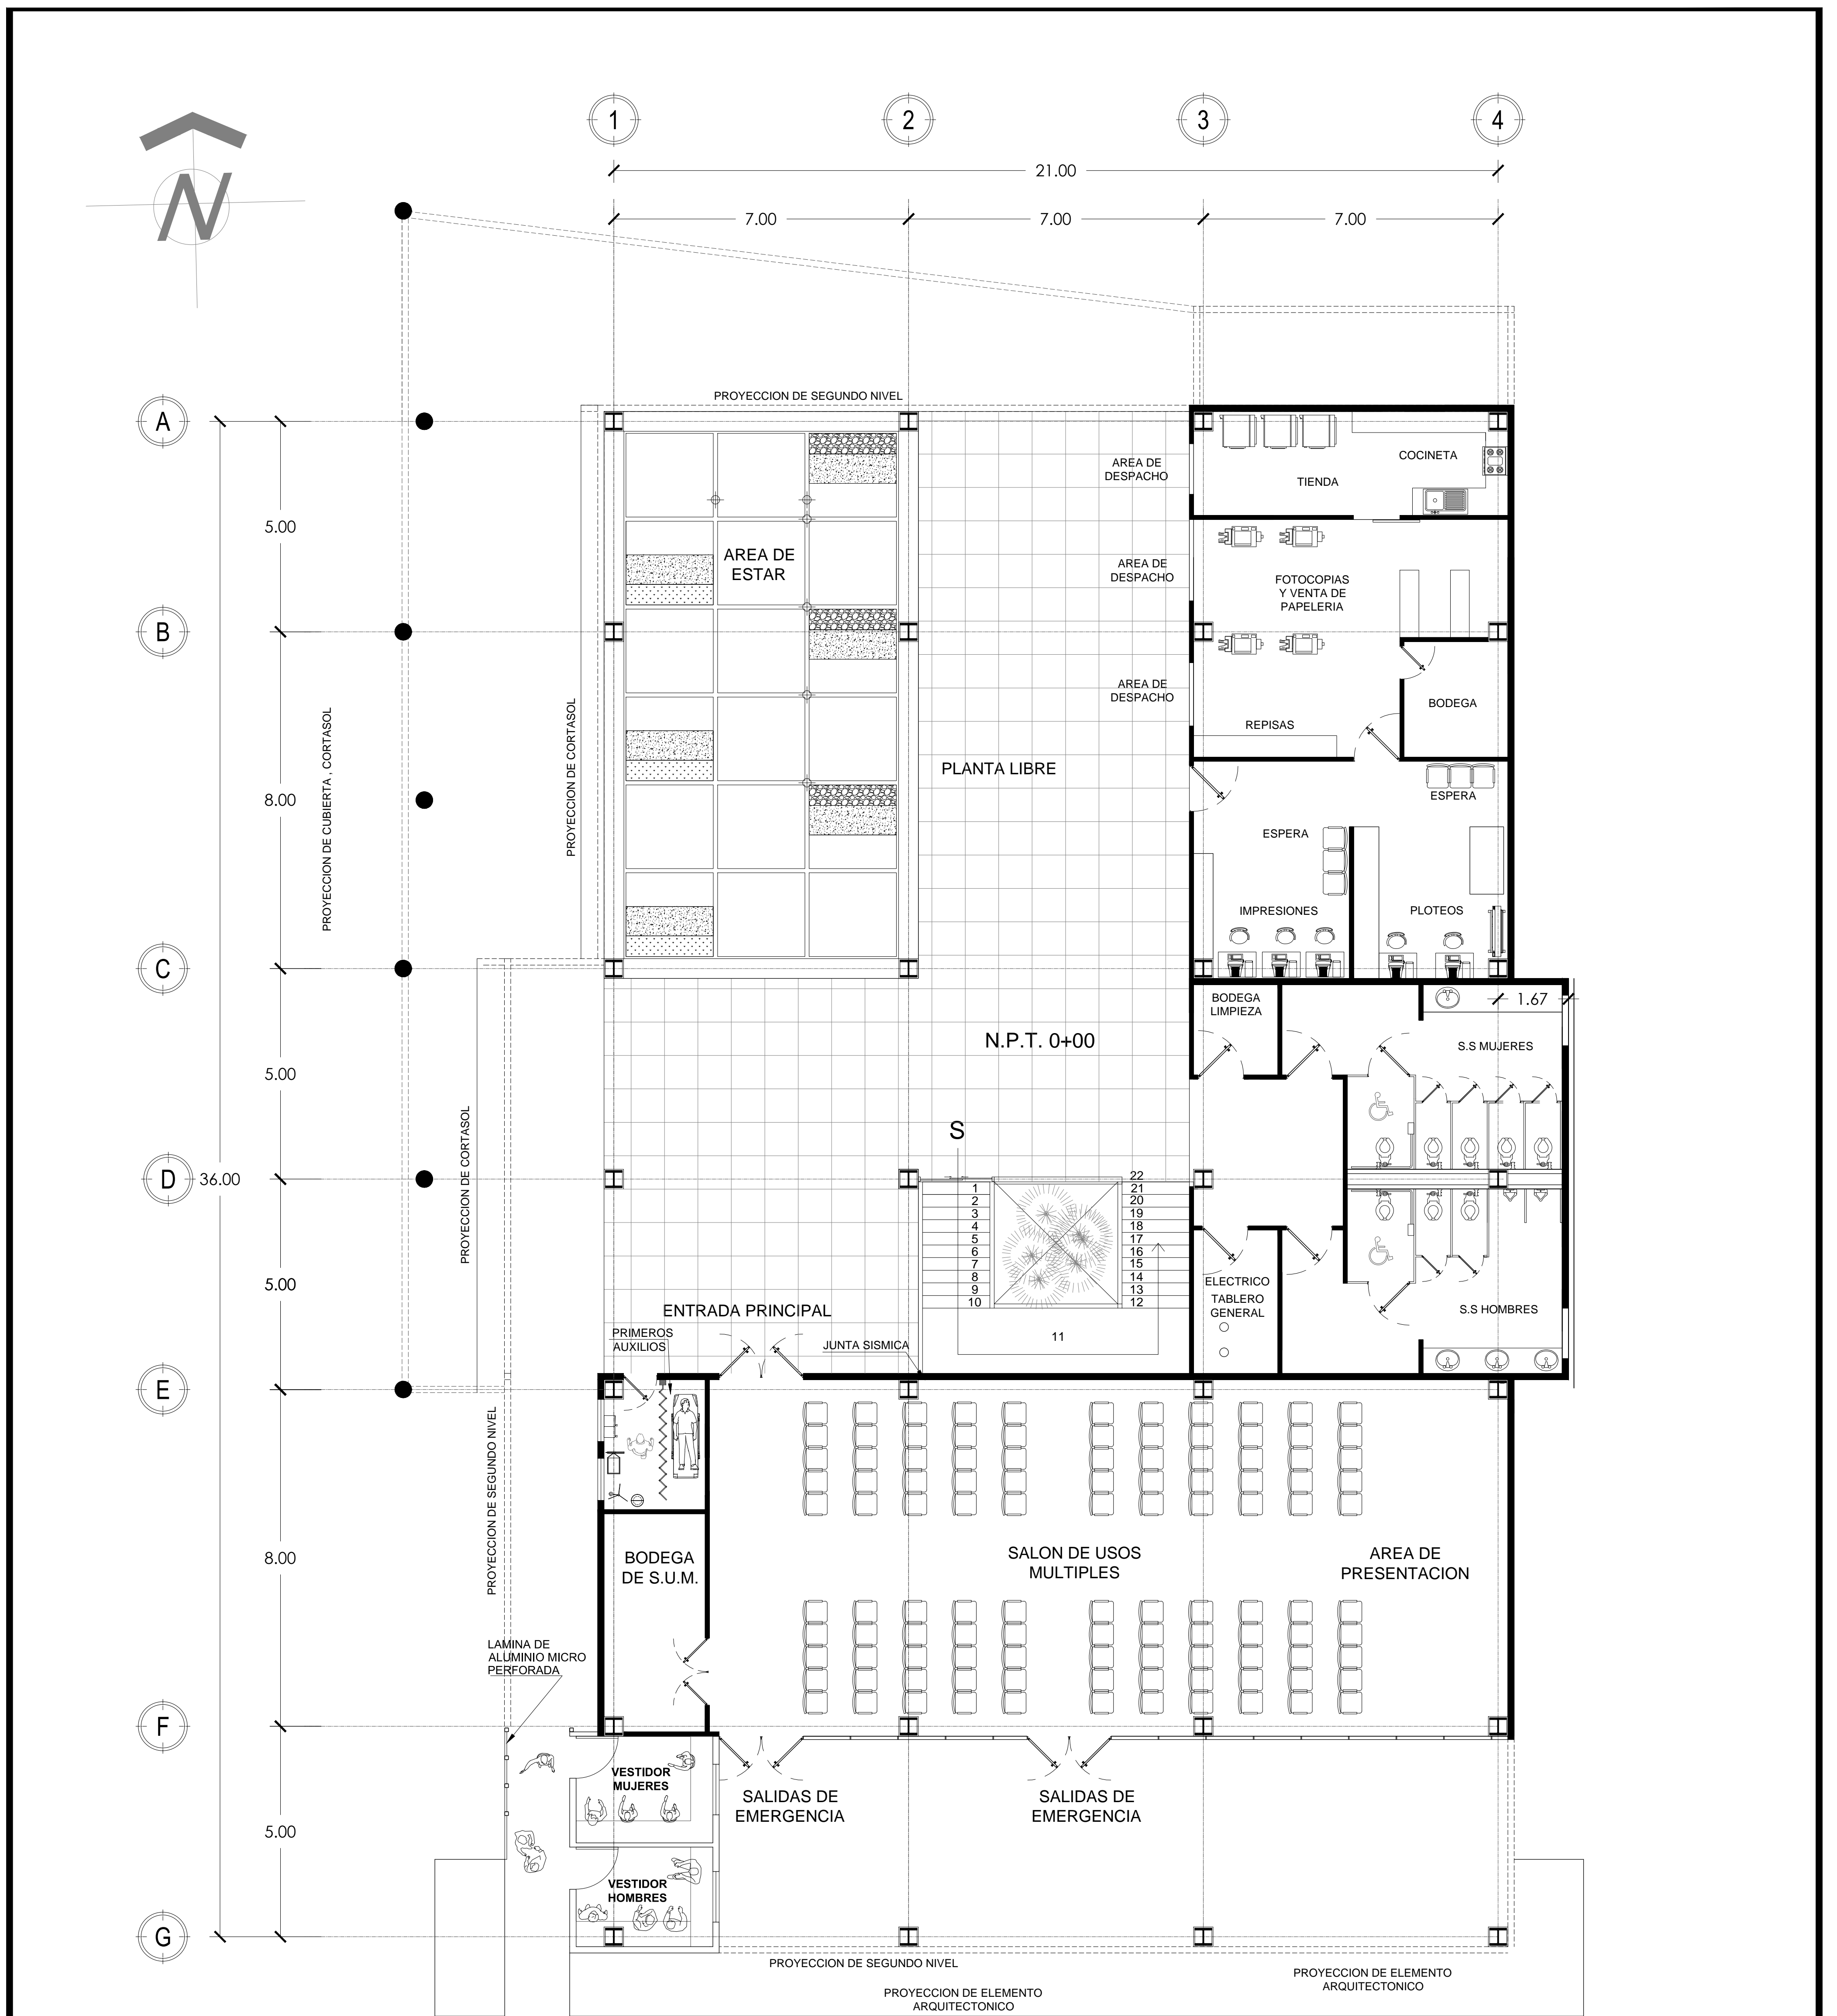 1
2
3
4
21.00
7.00
7.00
7.00
N
PROYECCION DE SEGUNDO NIVEL
A
AREA DE
DESPACHO
COCINETA
TIENDA
5.00
AREA DE
ESTAR
AREA DE
DESPACHO
FOTOCOPIAS
Y VENTA DE
PAPELERIA
B
AREA DE
DESPACHO
BODEGA
REPISAS
PROYECCION DE CUBIERTA , CORTASOL
PROYECCION DE CORTASOL
PLANTA LIBRE
8.00
ESPERA
ESPERA
IMPRESIONES
PLOTEOS
C
BODEGA
LIMPIEZA
1.67
N.P.T. 0+00
S.S MUJERES
5.00
PROYECCION DE CORTASOL
S
D
36.00
1
2
3
4
5
6
7
8
9
10
22
21
20
19
18
17
16
15
14
13
12
11
5.00
ELECTRICO
TABLERO
GENERAL
S.S HOMBRES
ENTRADA PRINCIPAL
PRIMEROS
AUXILIOS
JUNTA SISMICA
E
PROYECCION DE SEGUNDO NIVEL
8.00
BODEGA
DE S.U.M.
SALON DE USOS
MULTIPLES
AREA DE
PRESENTACION
LAMINA DE
ALUMINIO MICRO
PERFORADA
F
VESTIDOR
MUJERES
SALIDAS DE
EMERGENCIA
SALIDAS DE
EMERGENCIA
5.00
VESTIDOR
HOMBRES
G
PROYECCION DE SEGUNDO NIVEL
PROYECCION DE ELEMENTO
ARQUITECTONICO
PROYECCION DE ELEMENTO
ARQUITECTONICO